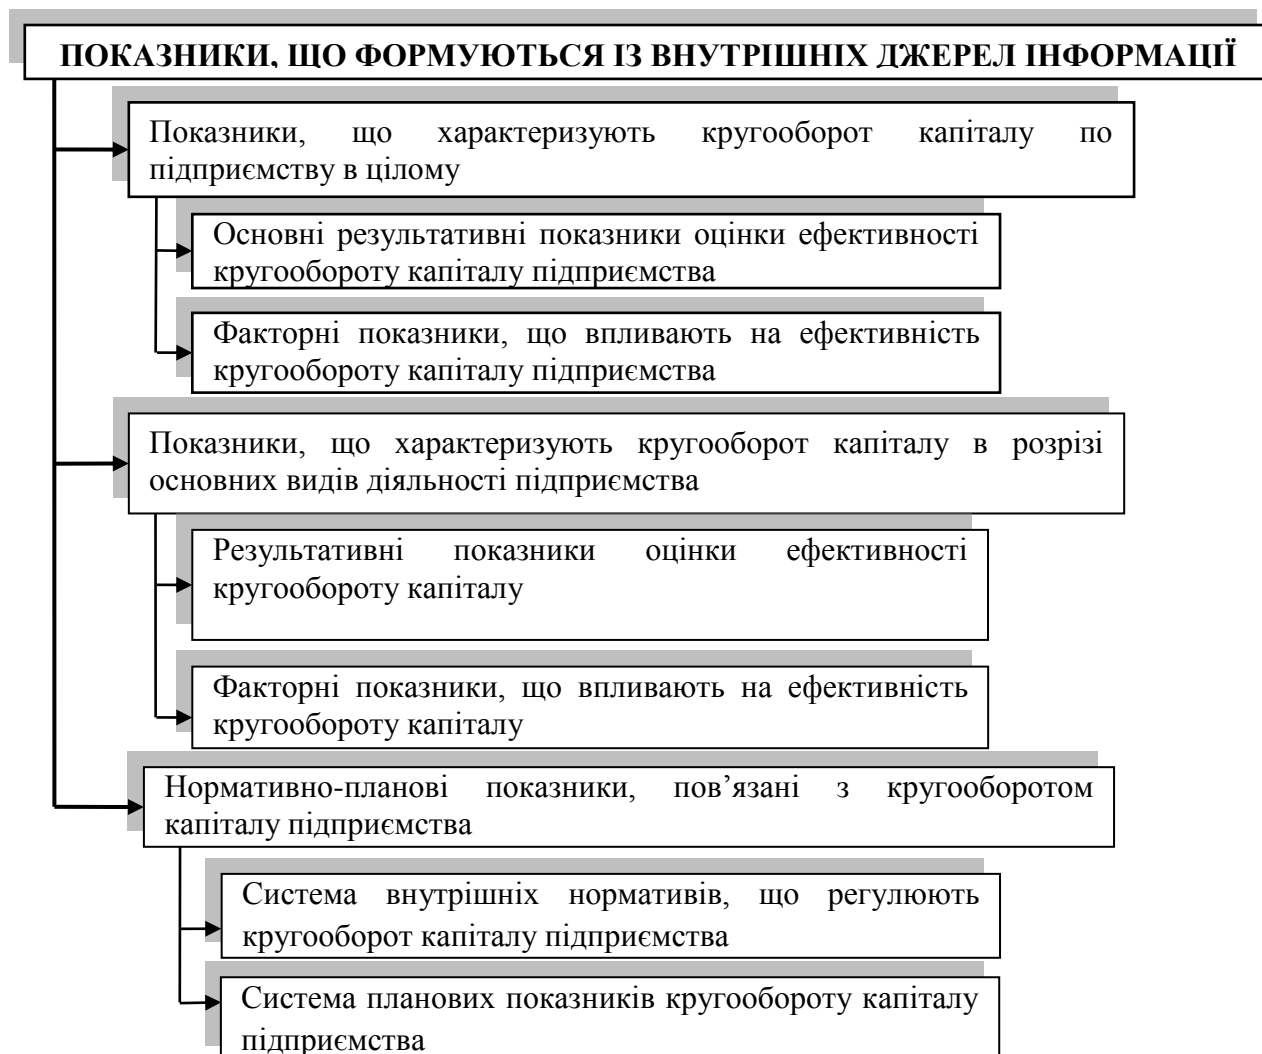 ПОКАЗНИКИ, ЩО ФОРМУЮТЬСЯ ІЗ ВНУТРІШНІХ ДЖЕРЕЛ ІНФОРМАЦІЇ
Показники, що характеризують кругооборот капіталу по
підприємству в цілому
Основні результативні показники оцінки ефективності
кругообороту капіталу підприємства
Факторні показники, що впливають на ефективність
кругообороту капіталу підприємства
Показники, що характеризують кругооборот капіталу в розрізі
основних видів діяльності підприємства
Результативні показники оцінки ефективності
кругообороту капіталу
Факторні показники, що впливають на ефективність
кругообороту капіталу
Нормативно-планові показники, пов’язані з кругооборотом
капіталу підприємства
Система внутрішніх нормативів, що регулюють
кругооборот капіталу підприємства
Система планових показників кругообороту капіталу
підприємства